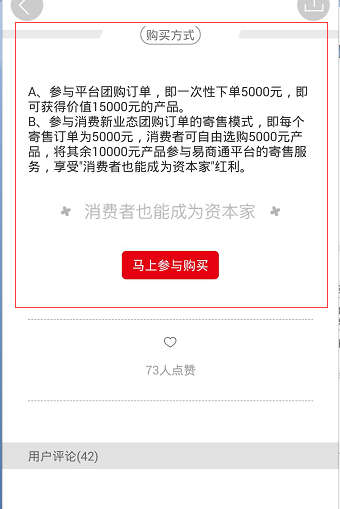 购买方式
A、参与平台团购订单，即一次性下单5000元，即
可获得价值15000元的产品。
B、参与消费新业态团购订单的寄售模式，即每个
寄售订单为5000元，消费者可自由选购5000元产
品，将其余10000元产品参与易商通平台的寄售服
务，享受"消费者也能成为资本家"红利。
消费者也能成为资本家
马上参与购买
73人点赞
用户评论(42)